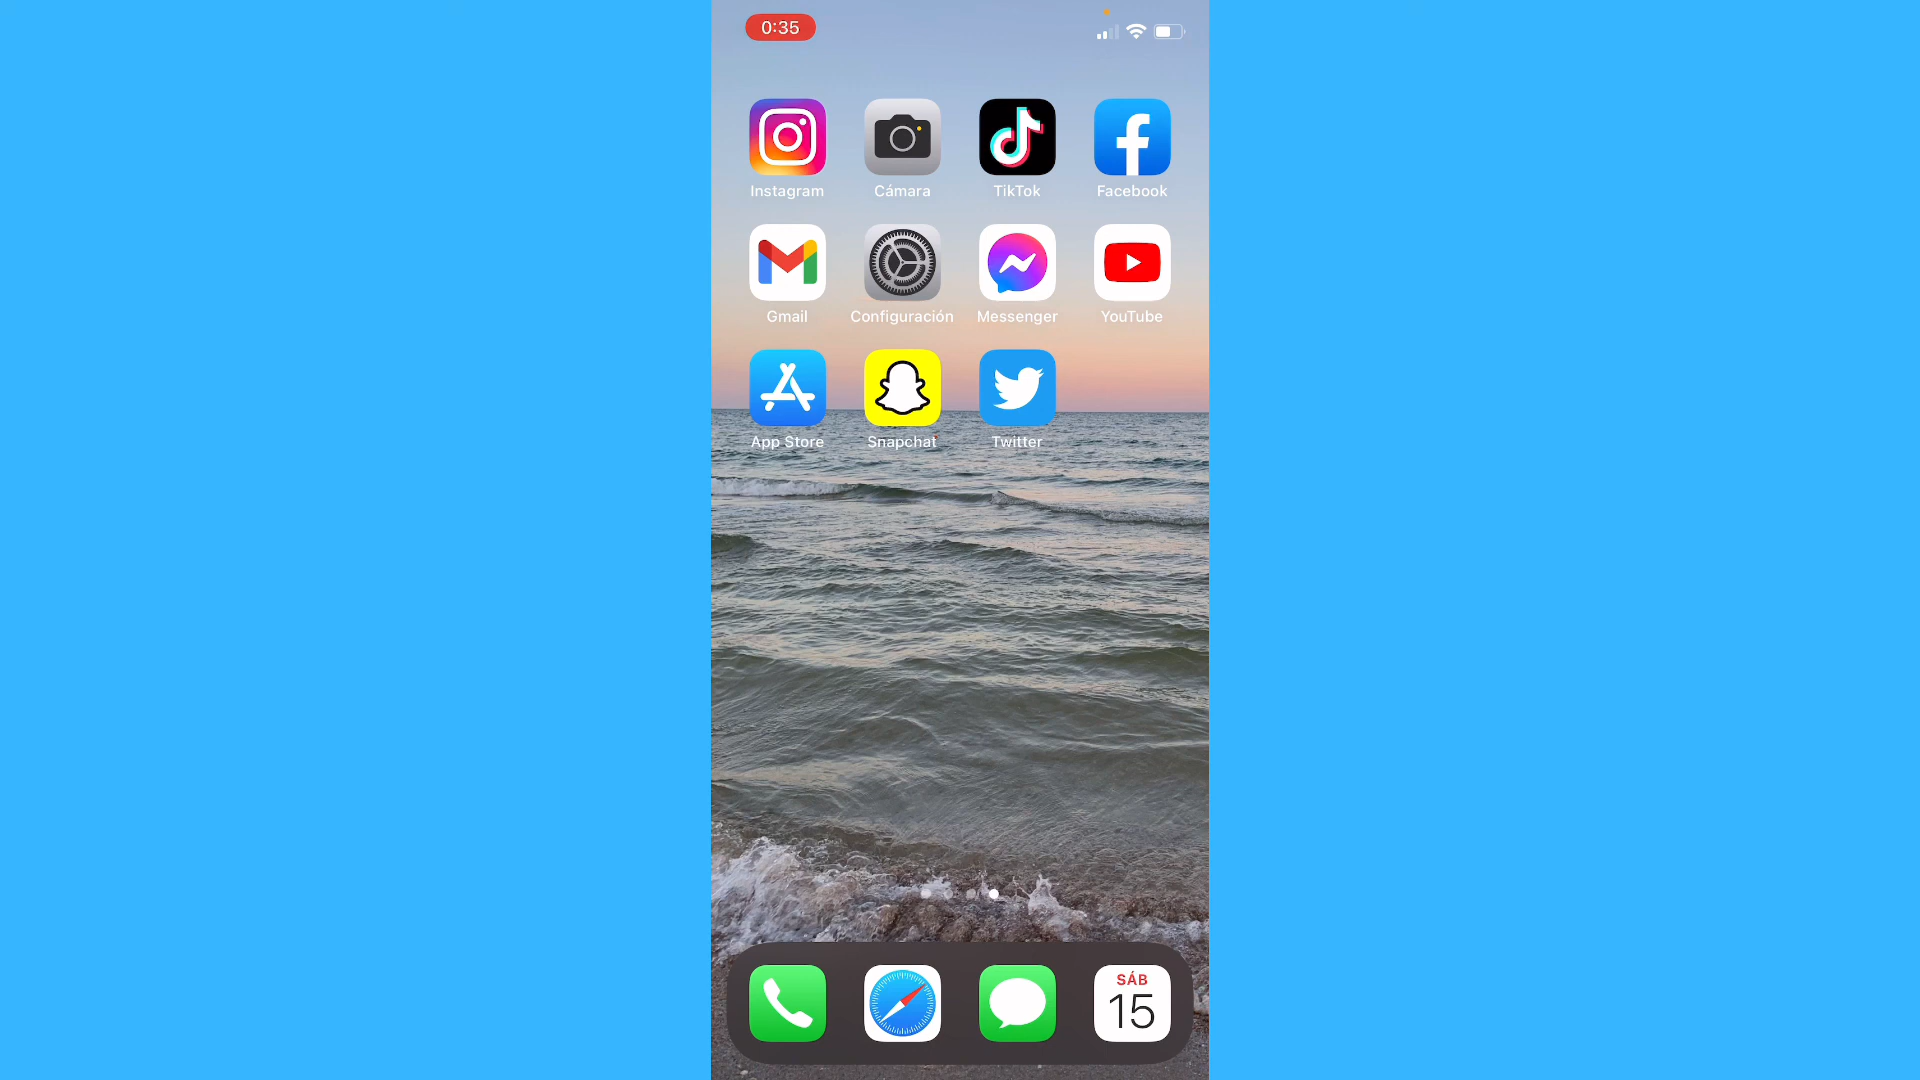 0:35
Instagram
Cámara
TikTok
Facebook
Gmail
Configuración
Messenger
YouTube
App Store
Snapchat
Twitter
SÁB
15